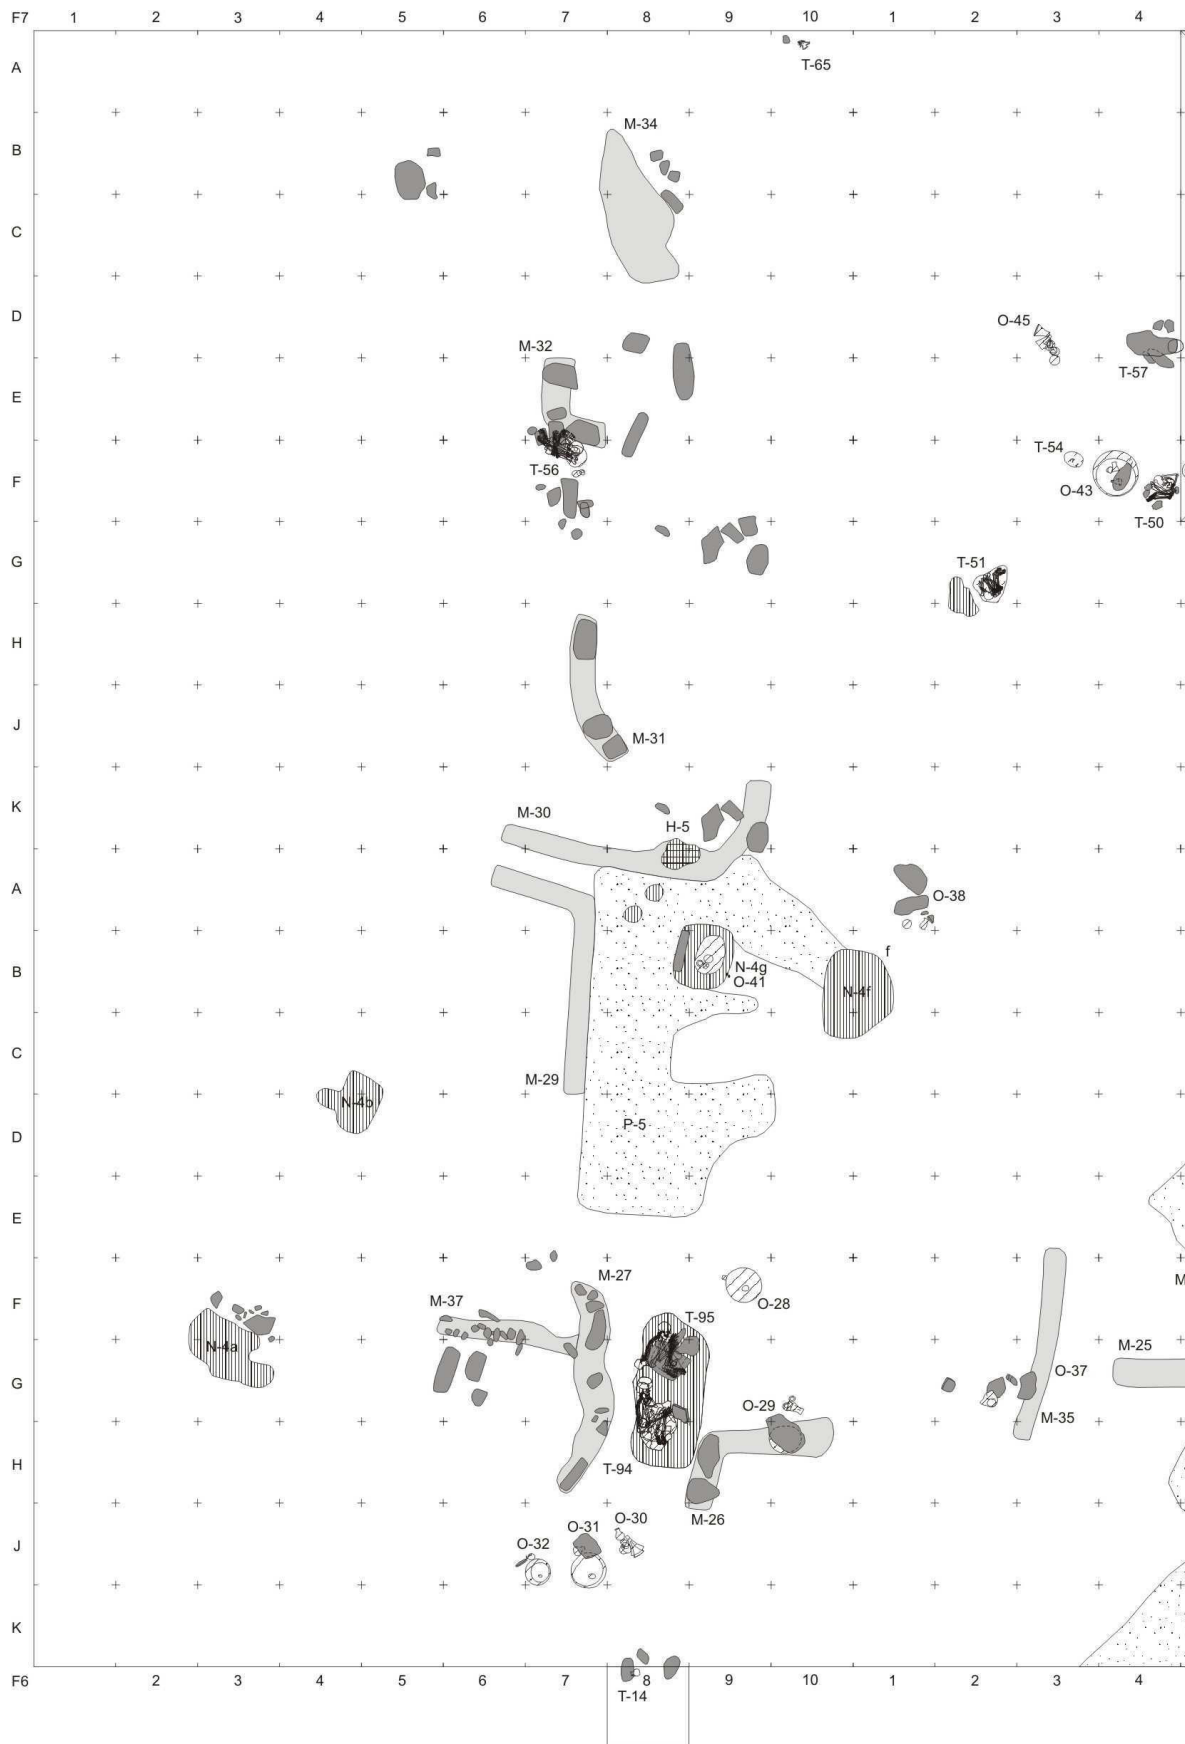 F7 1 2 3 4 5 6 7 8 9 10 1 2 3 4
A
T-65
M-34
B
C
D
O-45
M-32
T-57
E
T-54
T-56
F
O-43
T-50
G
T-51
H
J
M-31
K
M-30
H-5
A
O-38
f
B
N-4g
O-41
N-4f
C
M-29
N-4b
P-5
D
E
M-27
M
F
M-37
O-28
T-95
N-4a
M-25
G
O-37
O-29
M-35
H
T-94
M-26
O-30
O-31
O-32
J
K
F6 1 2 3 4 5 6 7 8 9 10 1 2 3 4
T-14